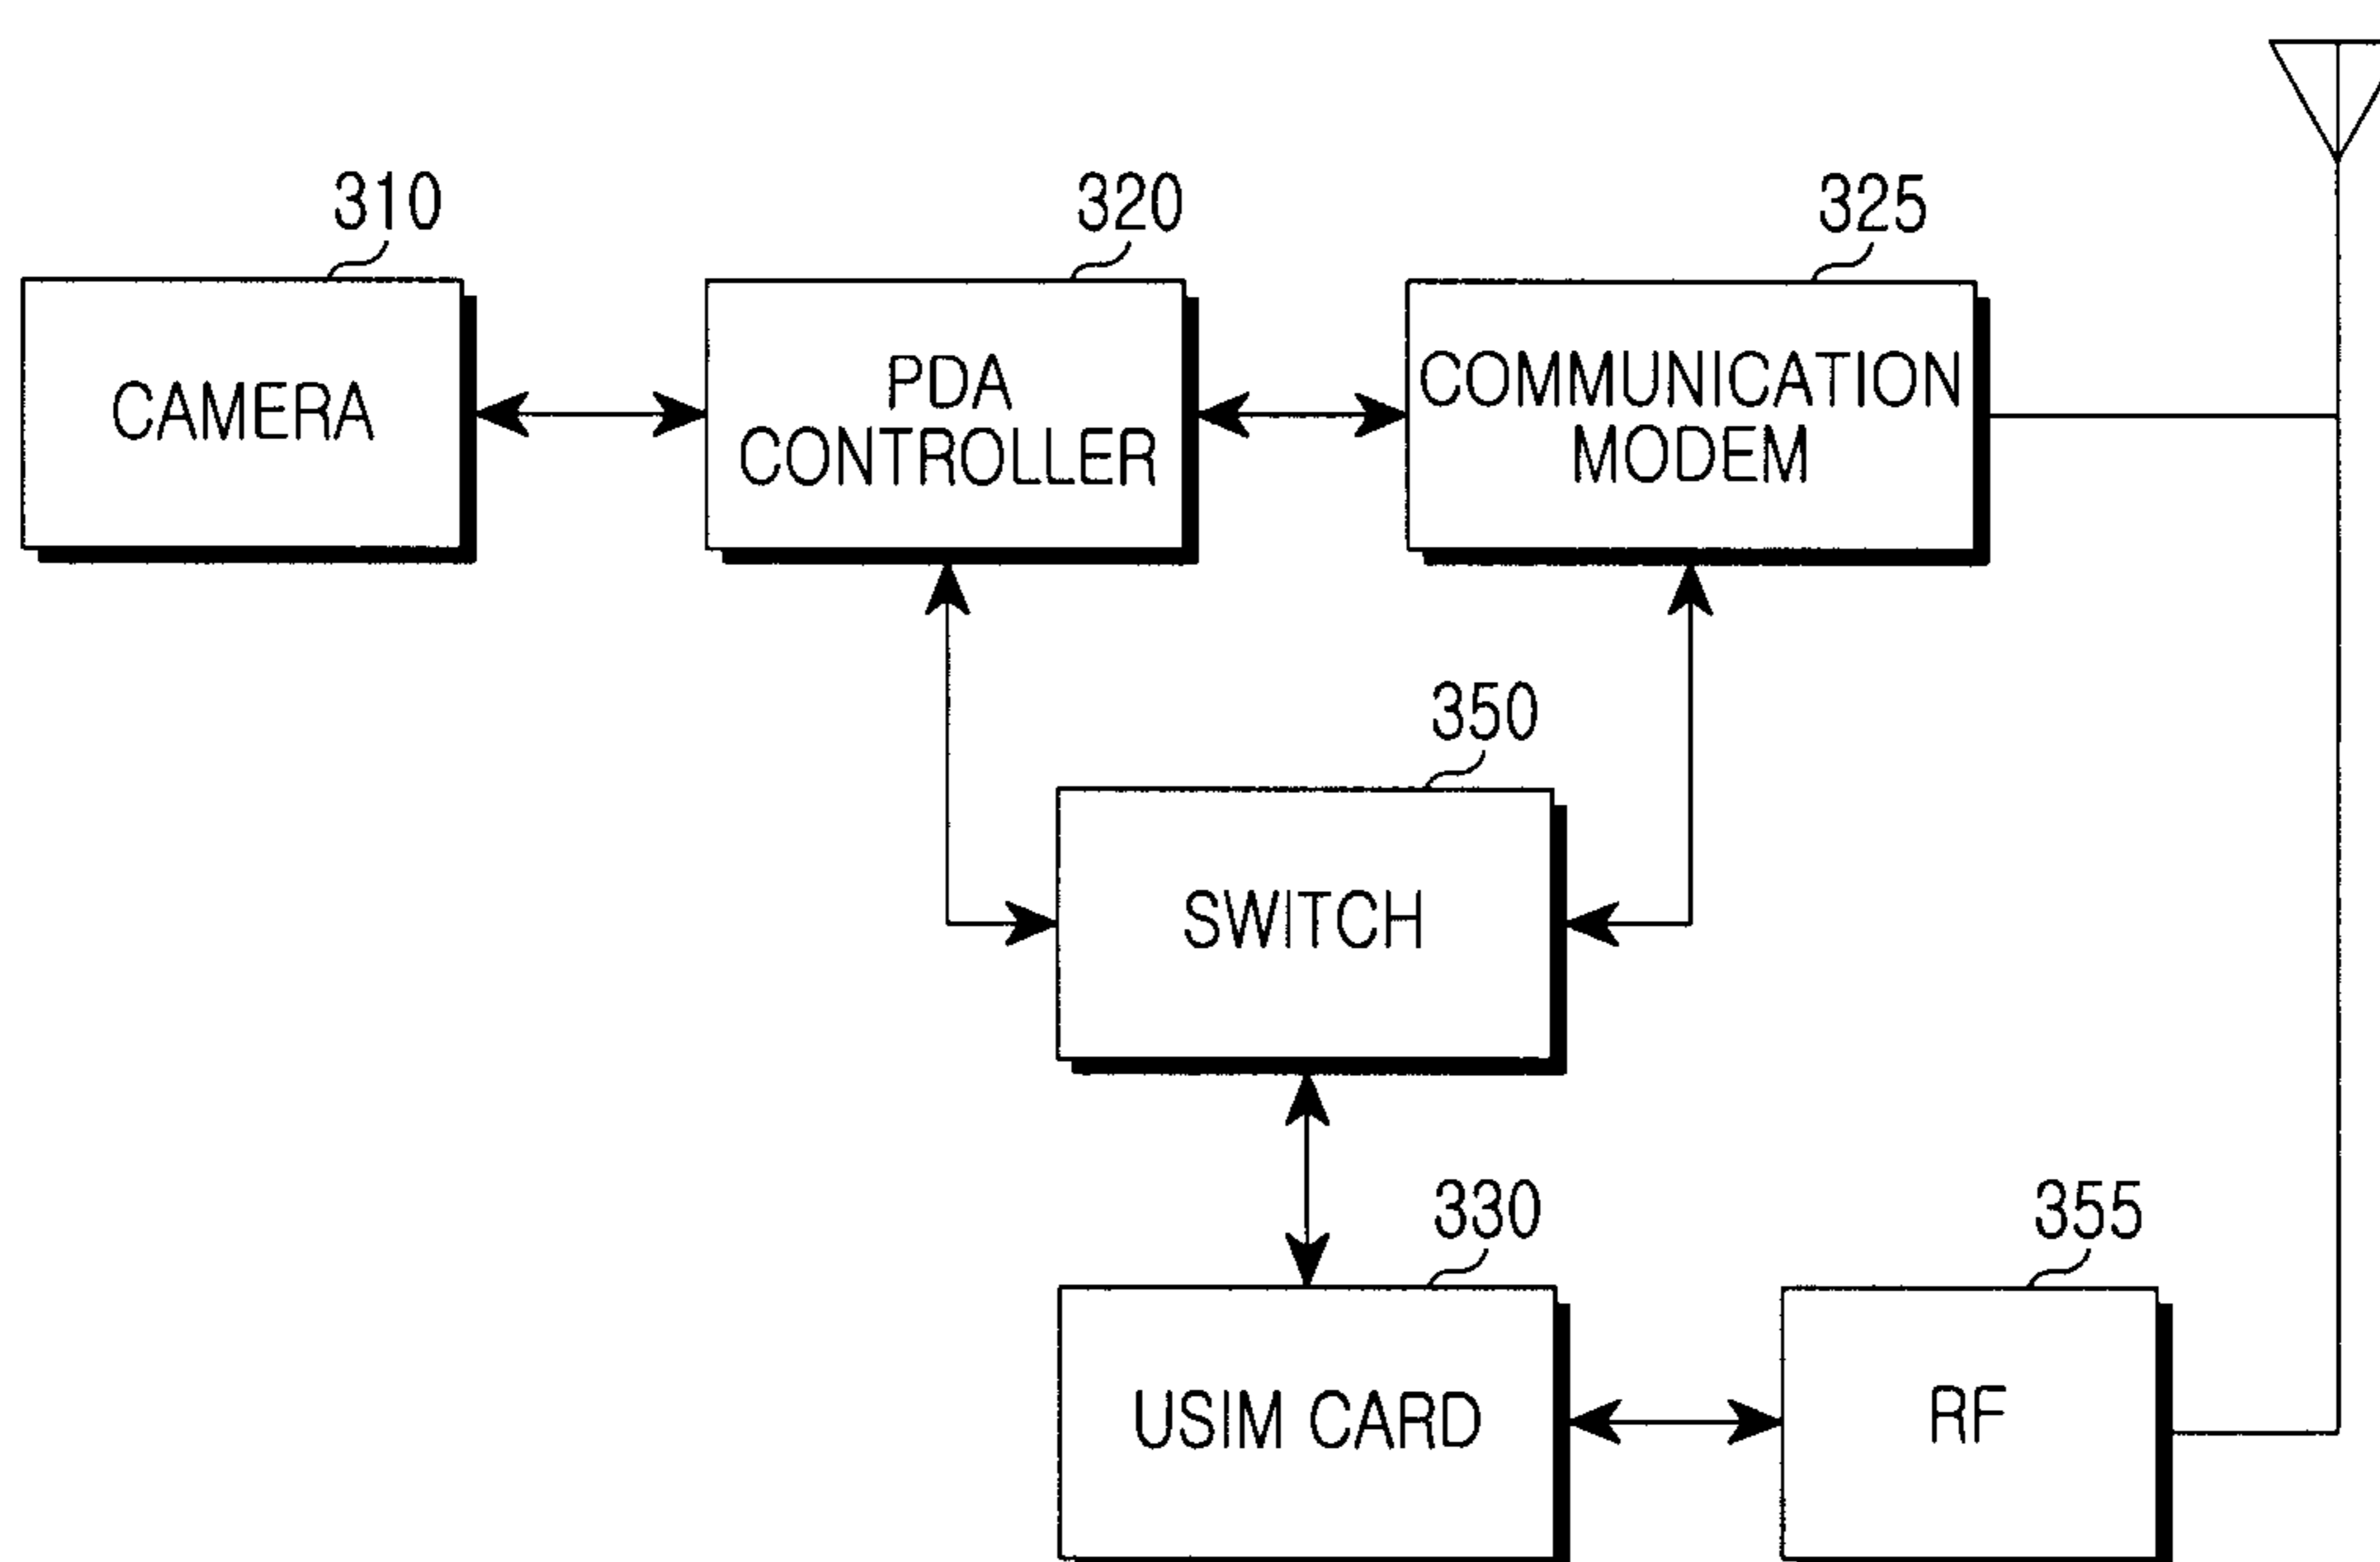 310
320
325
CAMERA
PDA
CONTROLLER
COMMUNICATION
MODEM
350
SWITCH
330
355
USIM CARD
RF